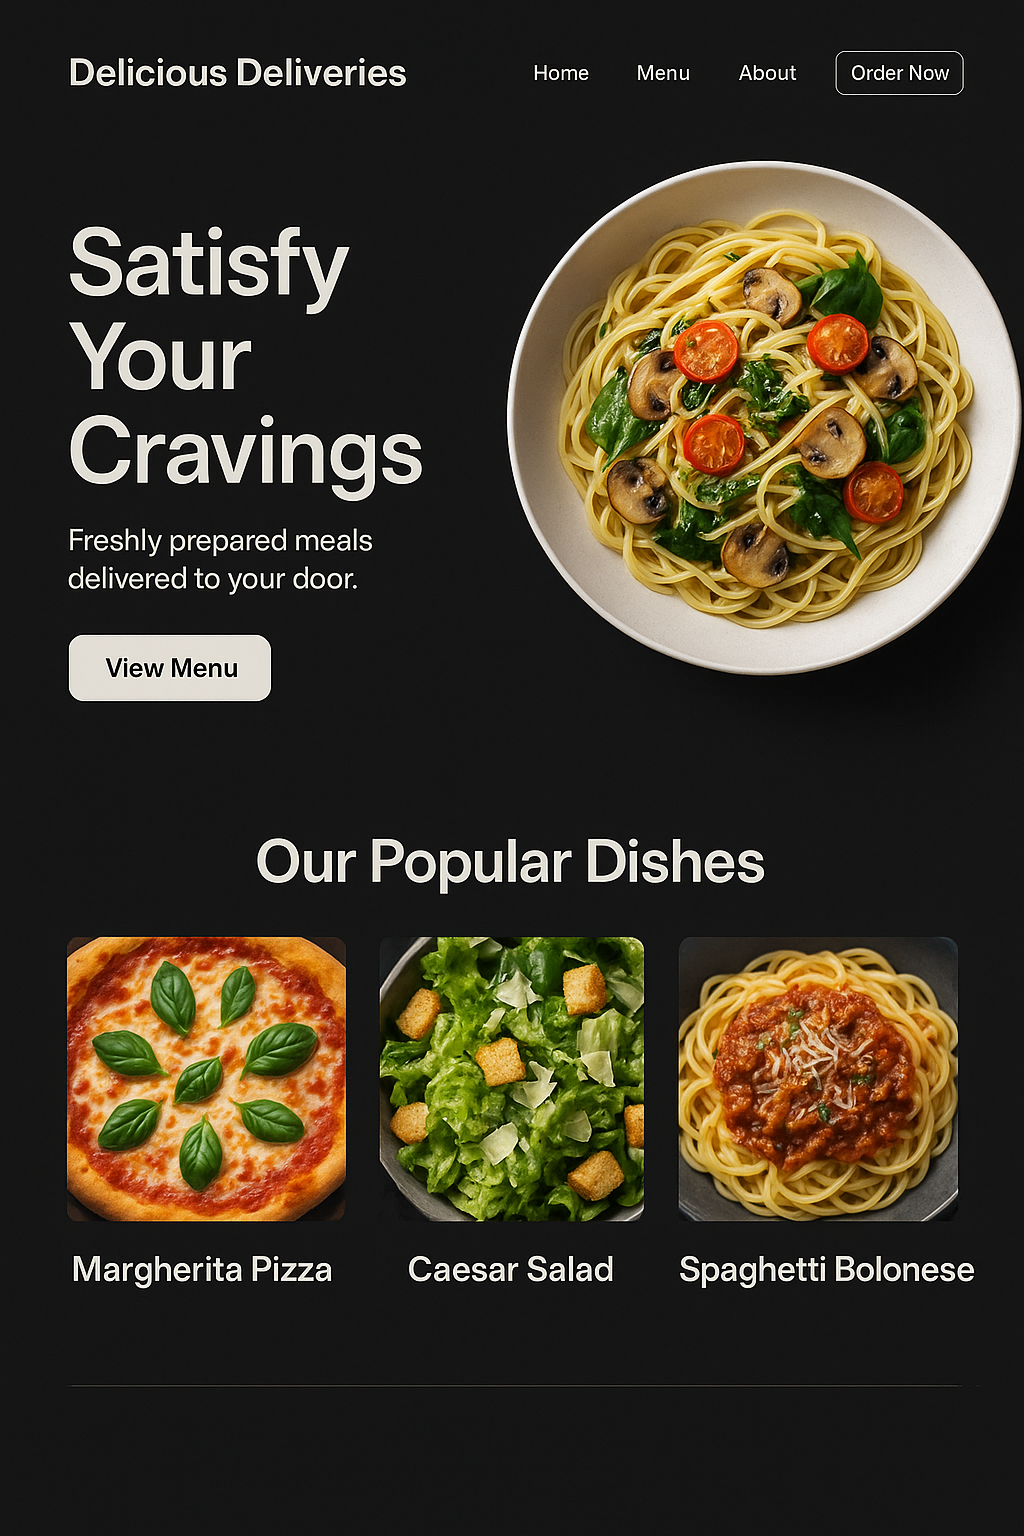 Delicious Deliveries
Home
Menu
About
Order Now
Satisfy
Your
Cravings
Freshly prepared meals
delivered to your door.
View Menu
Our Popular Dishes
Margherita Pizza
Caesar Salad
Spaghetti Bolonese